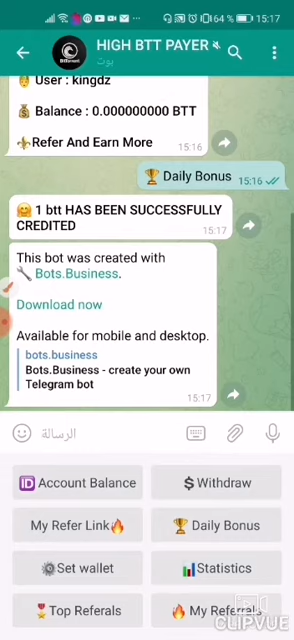 64 % 15:17
HIGH BTT PAYER
بوت
BitTorrent
User : kingdz
Balance : 0.000000000 BTT
Refer And Earn More
15:16
Daily Bonus 15:16
1 btt HAS BEEN SUCCESSFULLY
CREDITED
15:17
This bot was created with
Bots.Business.
Download now
Available for mobile and desktop.
bots.business
Bots.Business - create your own
Telegram bot
15:17
الرسالة
ID Account Balance
$ Withdraw
My Refer Link
Daily Bonus
Set wallet
Statistics
Top Referals
My Referrals
CLIPVUE